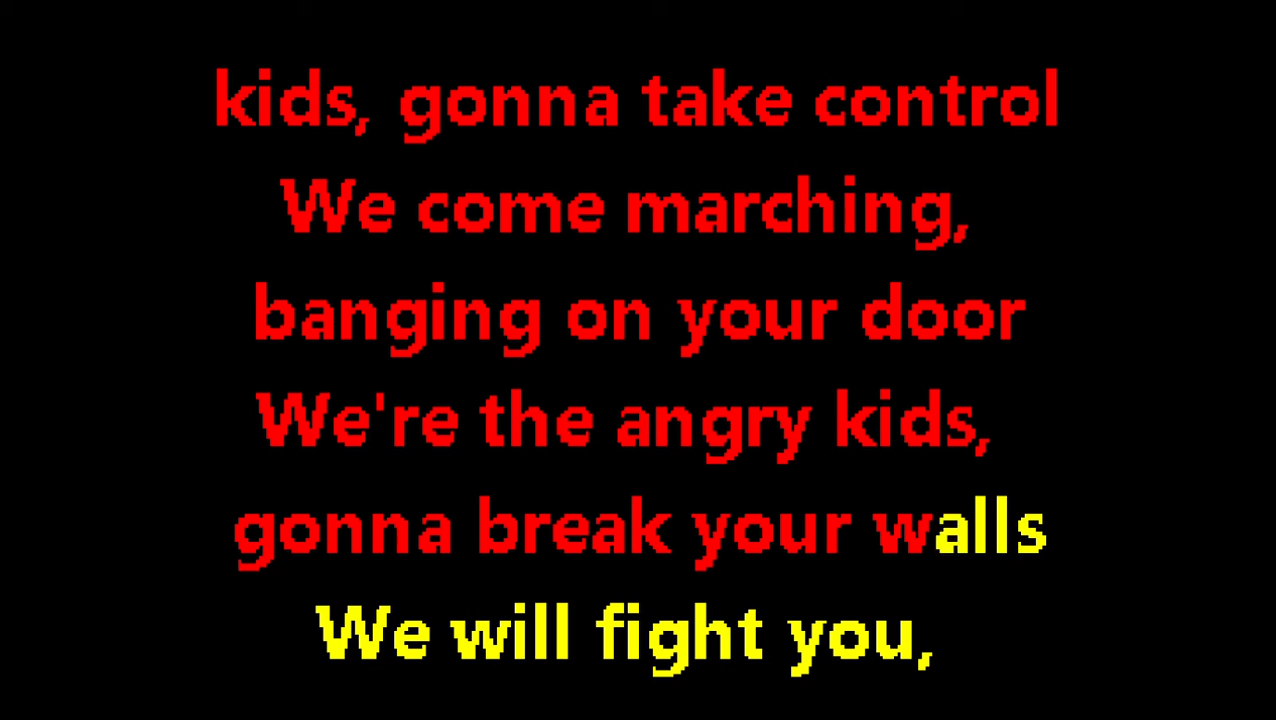 kids, gonna take control
We come marching,
banging on your door
We're the angry kids,
gonna break your walls
We will fight you,